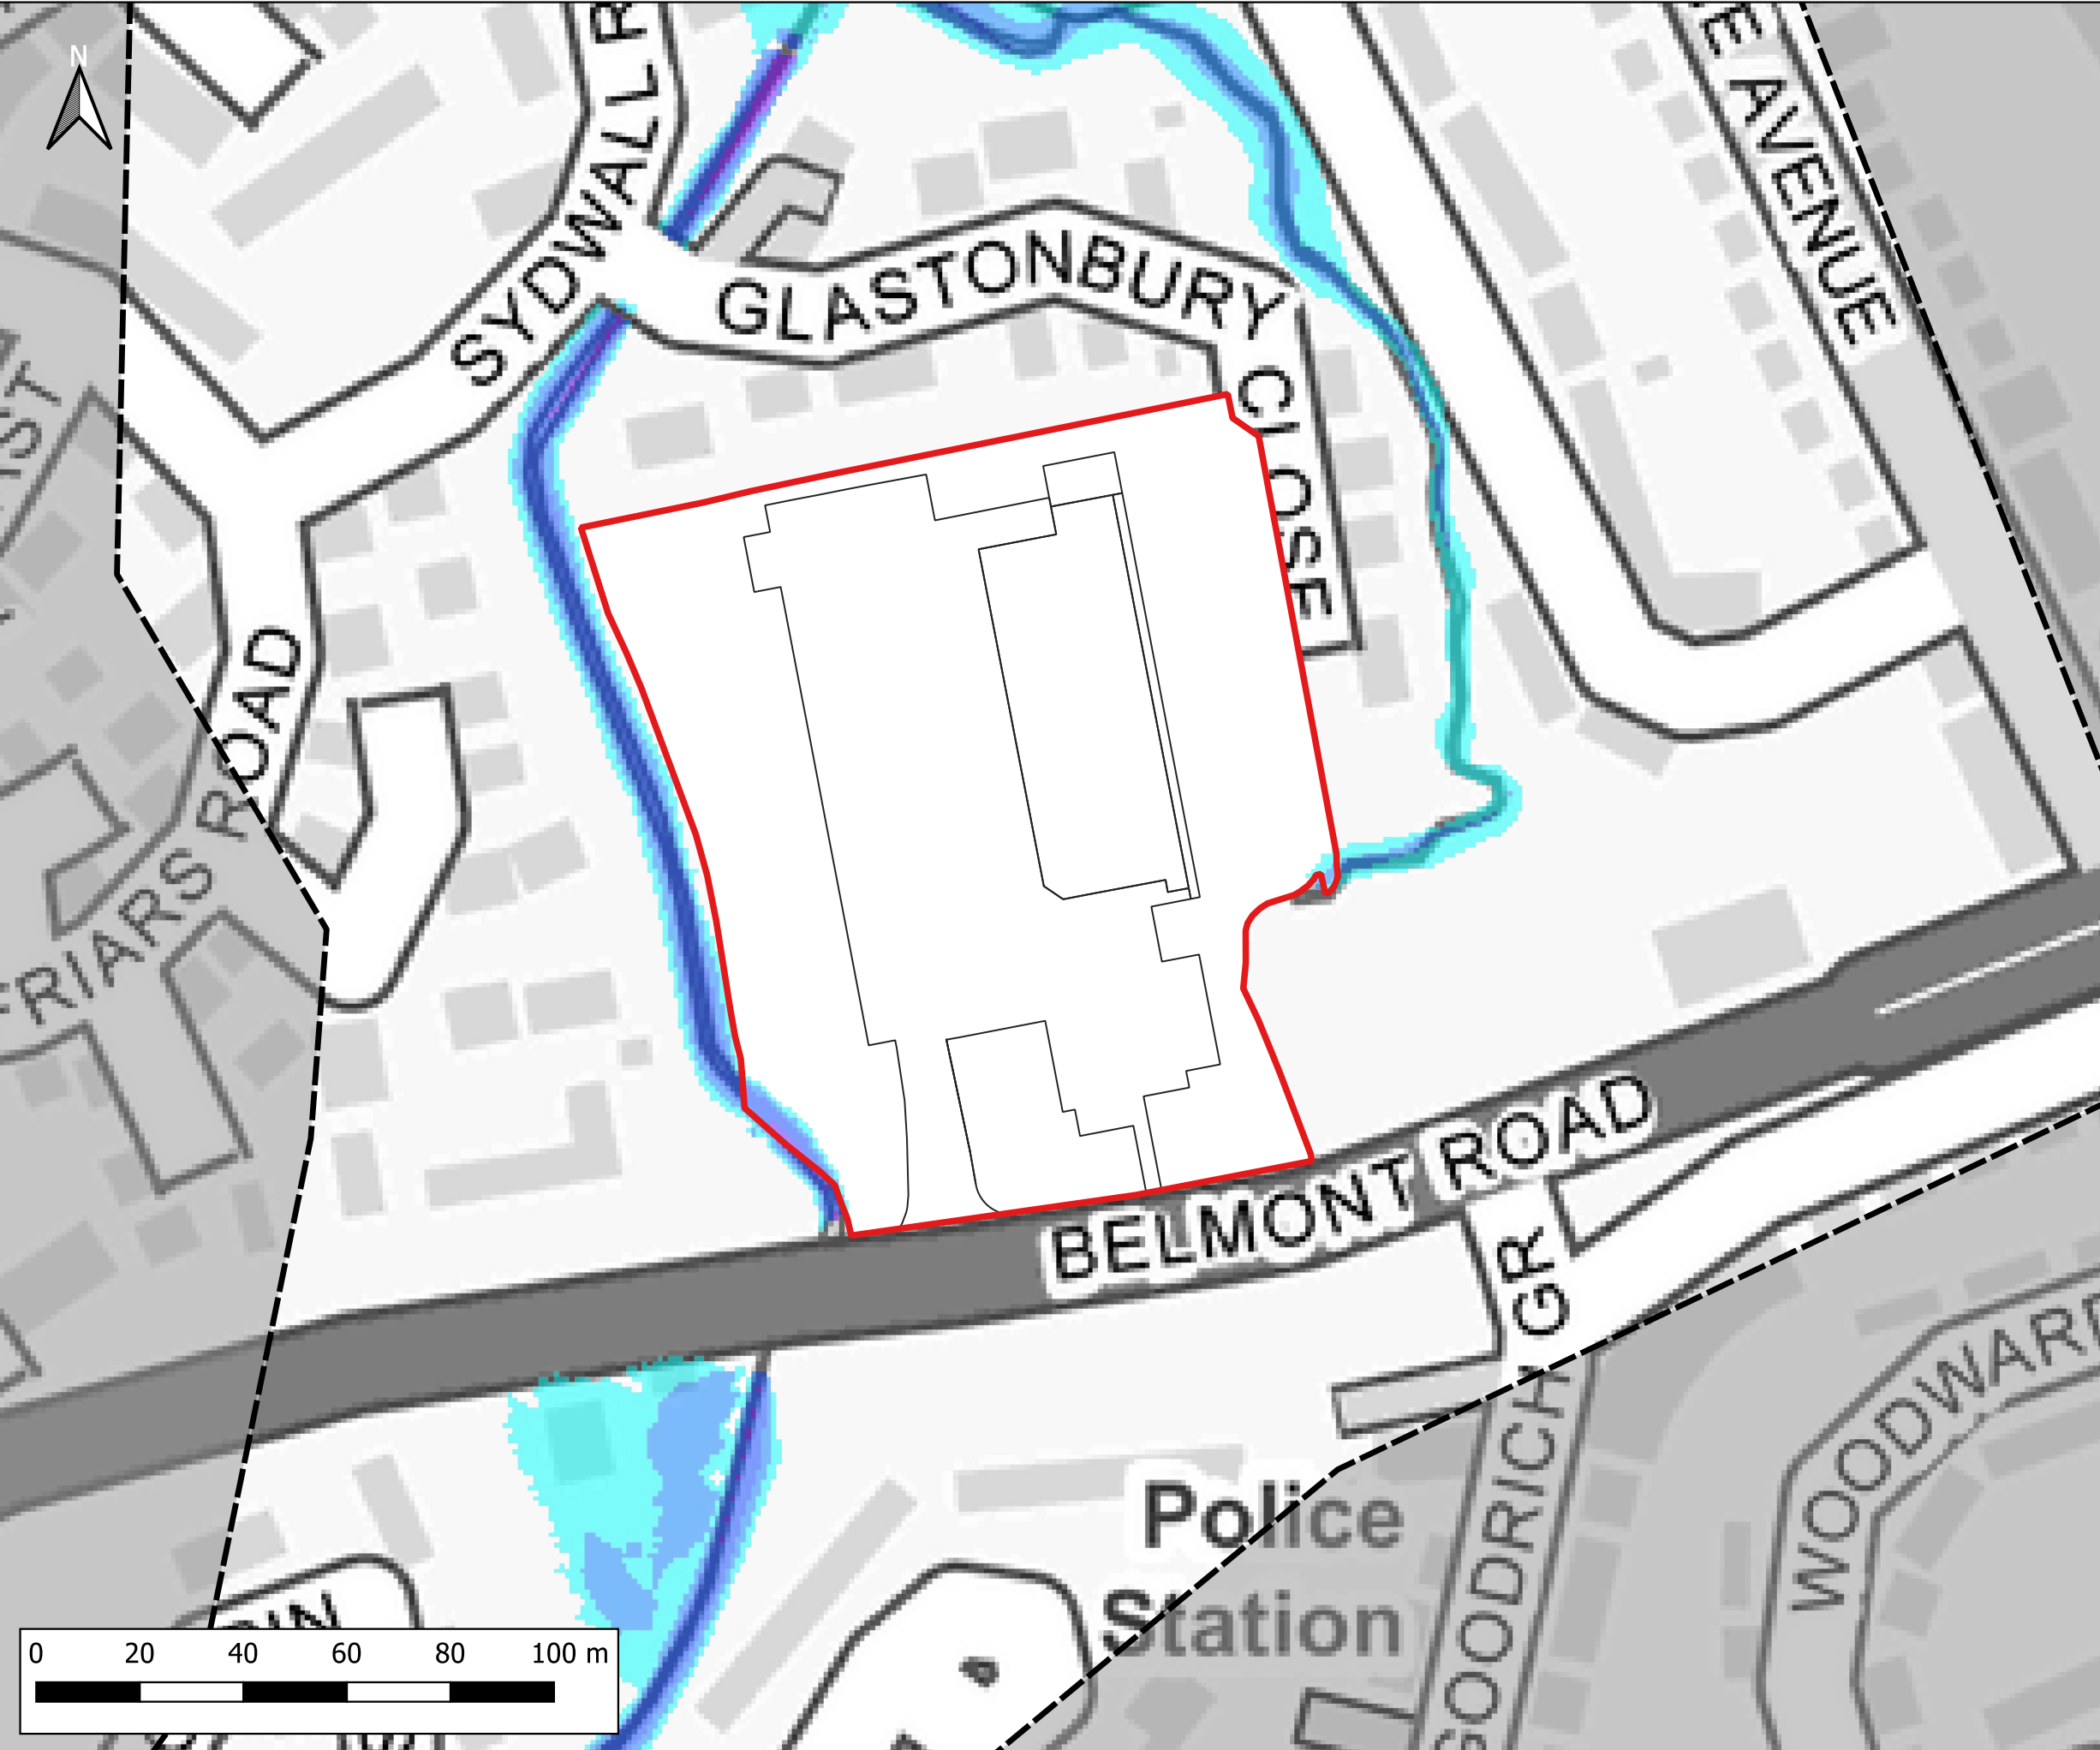 N
SYDWALL R
GLASTONBURY CLOSE
E AVENUE
FRIARS ROAD
BELMONT ROAD
GR
Police
Station
GOODRICH
WOODWARD
0 20 40 60 80 100 m